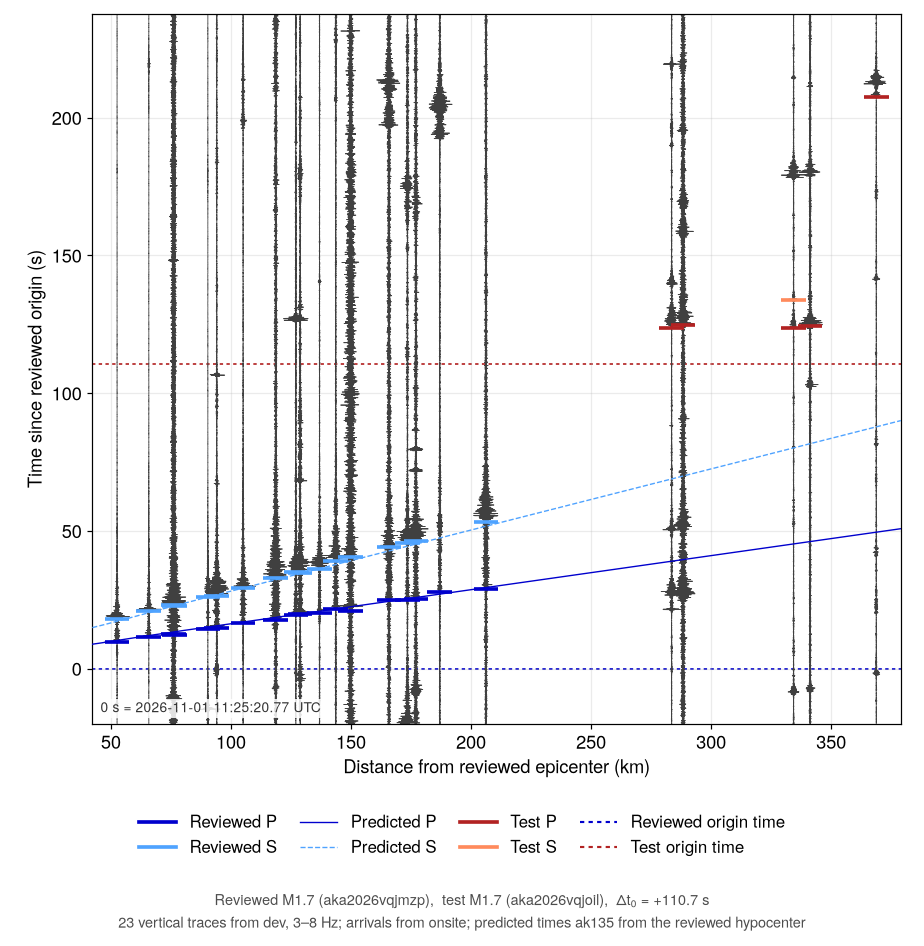 Time since reviewed origin (s)
200
150
100
50
0
0 s = 2026-11-01 11:25:20.77 UTC
50 100 150 200 250 300 350
Distance from reviewed epicenter (km)
Reviewed P Predicted P Test P Reviewed origin time
Reviewed S Predicted S Test S Test origin time
Reviewed M1.7 (aka2026vqjmzp), test M1.7 (aka2026vqjoil), Δt₀ = +110.7 s
23 vertical traces from dev, 3–8 Hz; arrivals from onsite; predicted times ak135 from the reviewed hypocenter